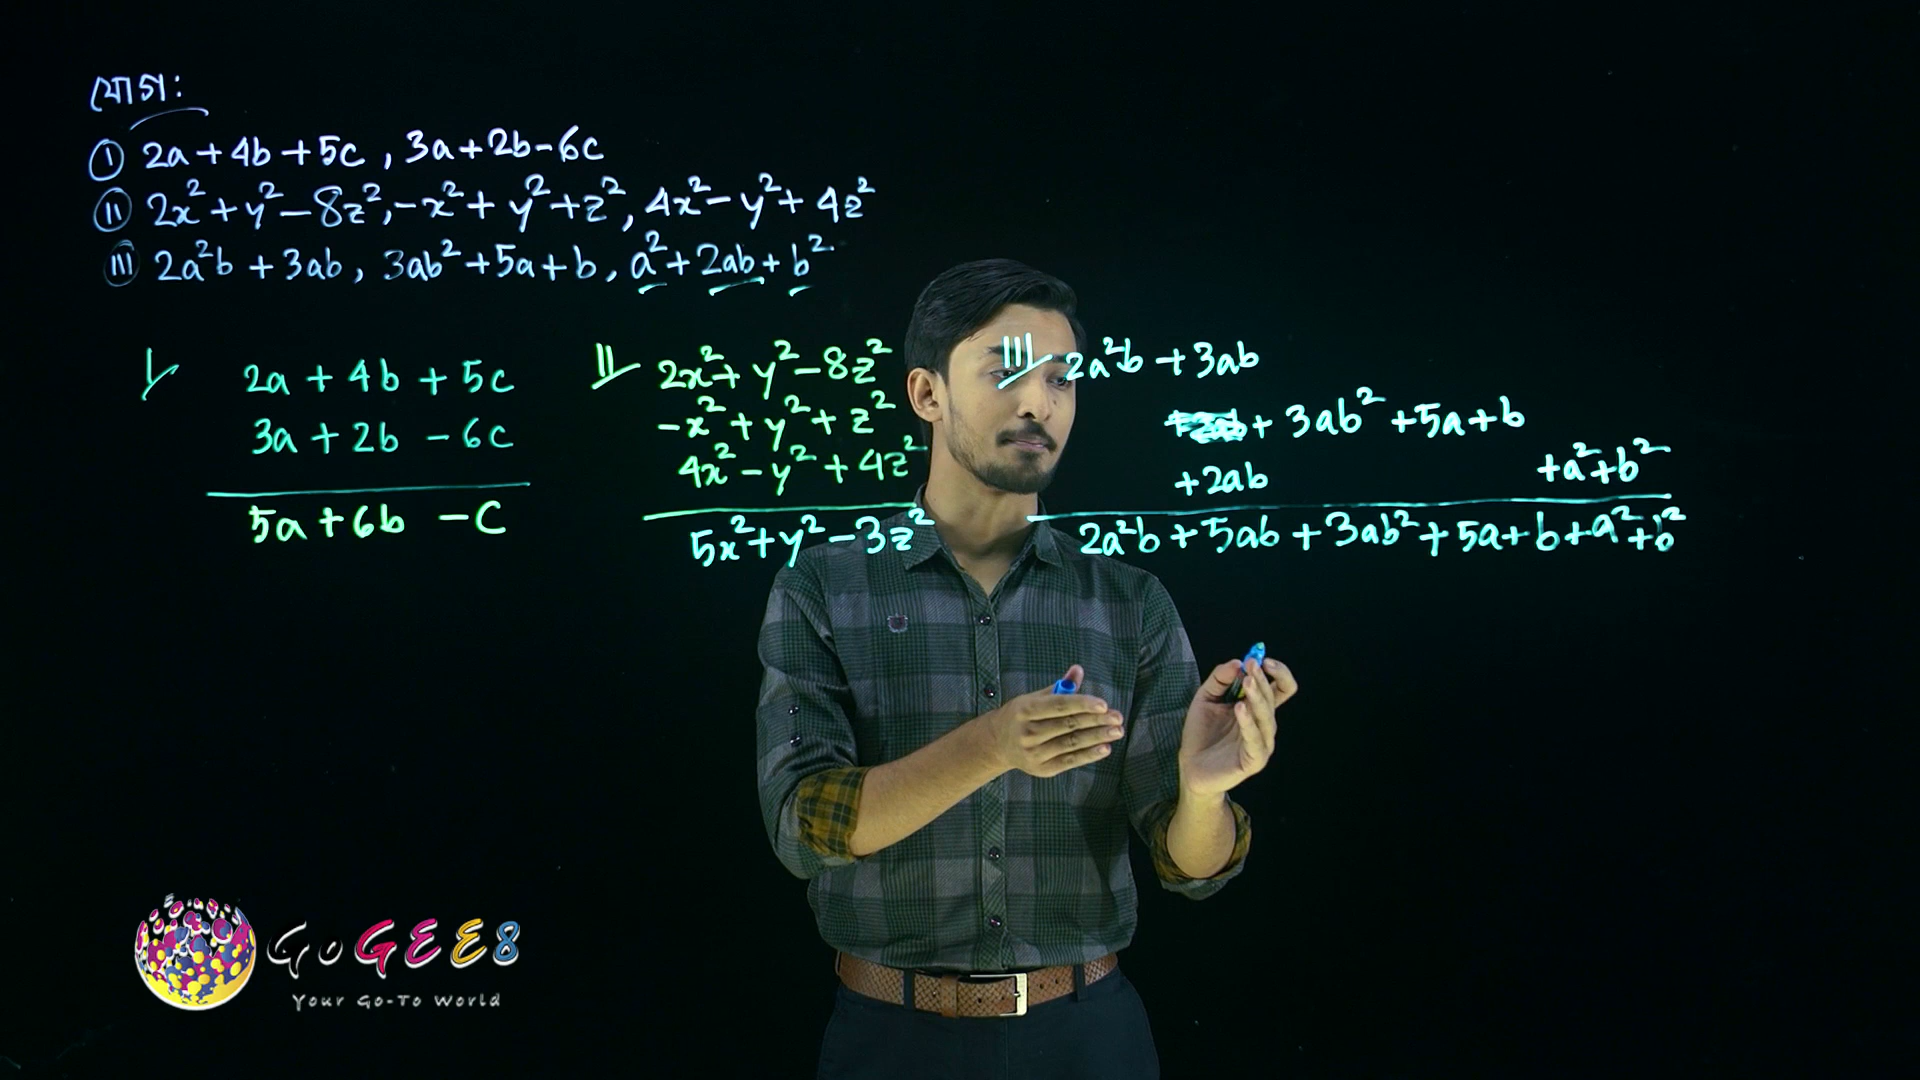 যোগ:
① 2a + 4b + 5c , 3a + 2b - 6c
② 2x² + y² - 8z², -x² + y² + z², 4x² - y² + 4z²
③ 2a²b + 3ab, 3ab² + 5a + b, a² + 2ab + b²
I 2a + 4b + 5c
3a + 2b - 6c
5a + 6b - c
II 2x² + y² - 8z²
-x² + y² + z²
4x² - y² + 4z²
5x² + y² - 3z²
III 2a²b + 3ab
+ 3ab² + 5a + b
+2ab +a² + b²
2a²b + 5ab + 3ab² + 5a + b + a² + b²
GoGEE8
Your Go-To World